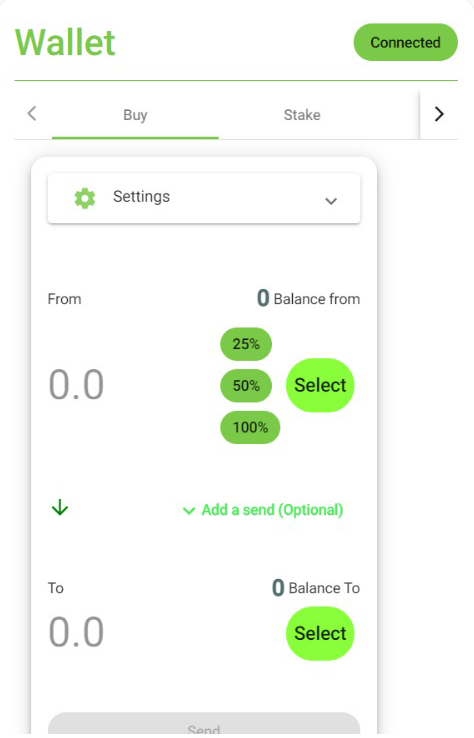 Wallet
Connected
Buy
Stake
Settings
From
0 Balance from
25%
0.0
50%
Select
100%
Add a send (Optional)
To
0 Balance To
0.0
Select
Send